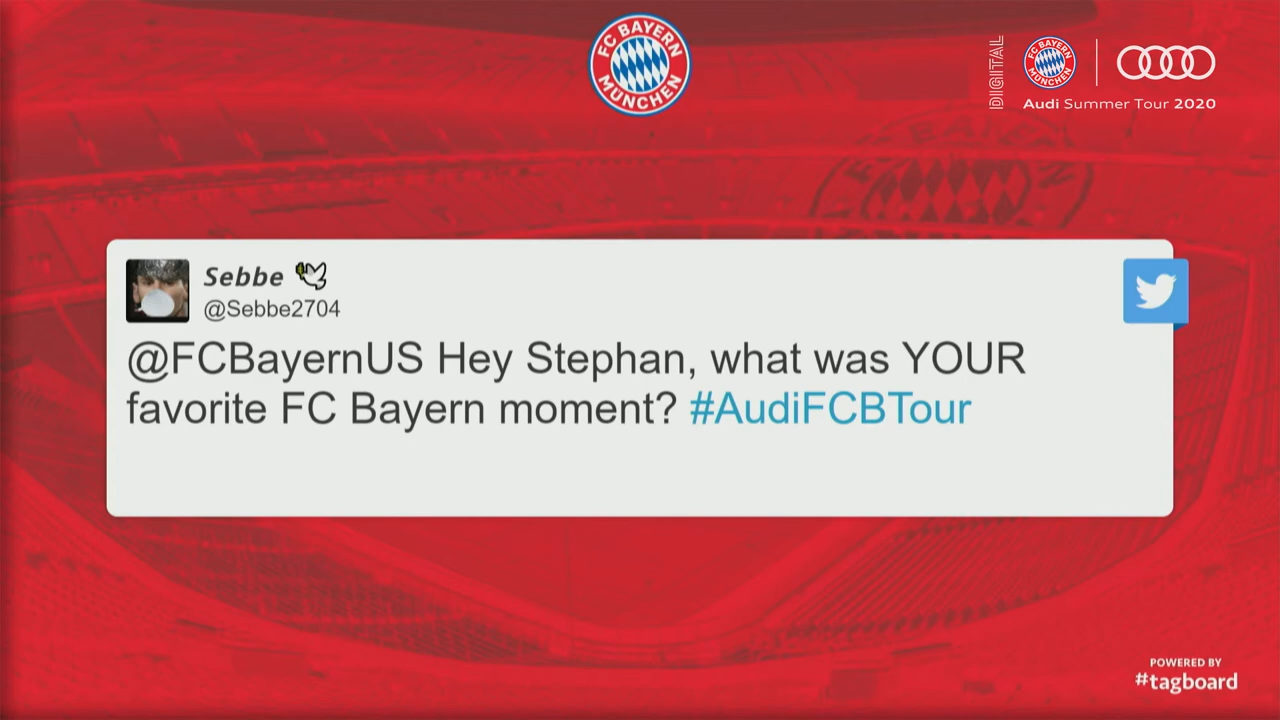 FC BAYERN
MÜNCHEN
DIGITAL
FC BAYERN
MÜNCHEN
Audi Summer Tour 2020
Sebbe 🕊
@Sebbe2704
@FCBayernUS Hey Stephan, what was YOUR
favorite FC Bayern moment? #AudiFCBTour
POWERED BY
#tagboard